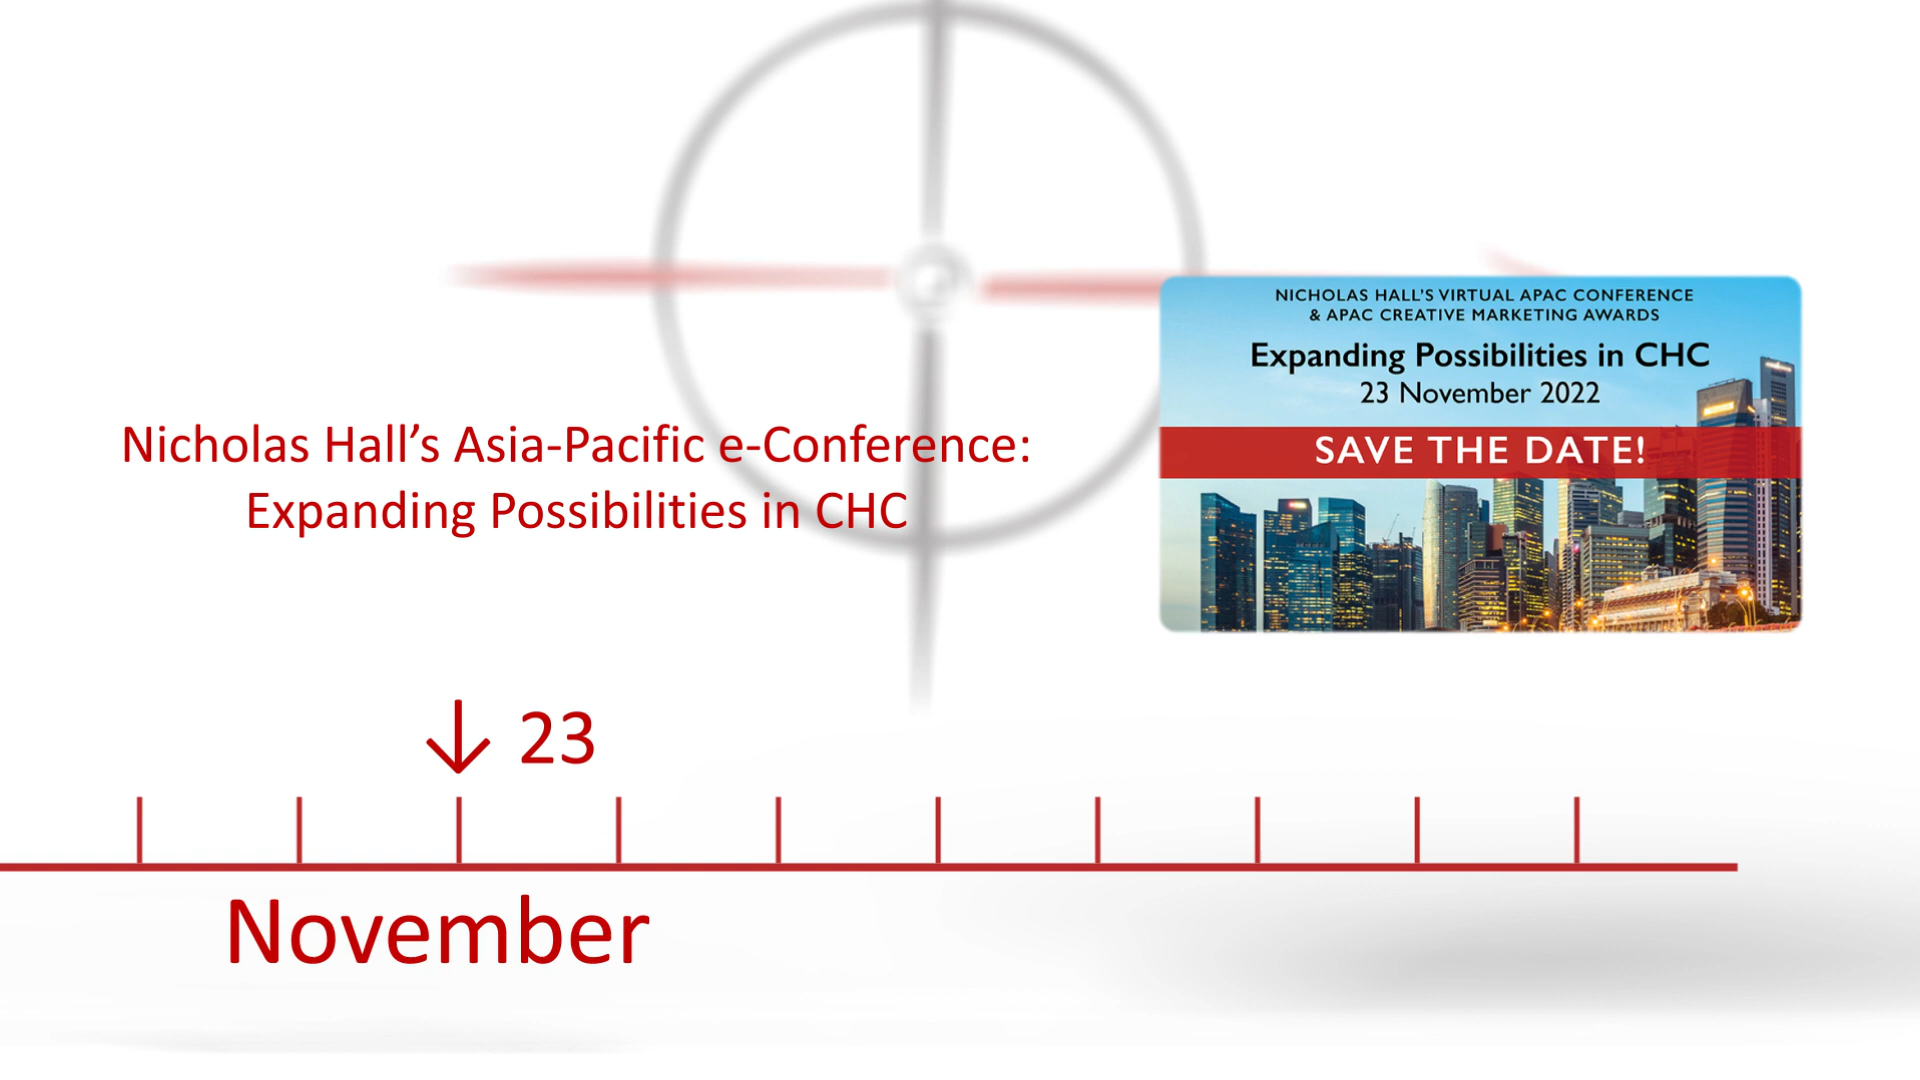 Nicholas Hall’s Asia-Pacific e-Conference:
Expanding Possibilities in CHC
NICHOLAS HALL'S VIRTUAL APAC CONFERENCE
& APAC CREATIVE MARKETING AWARDS
Expanding Possibilities in CHC
23 November 2022
SAVE THE DATE!
↓ 23
November